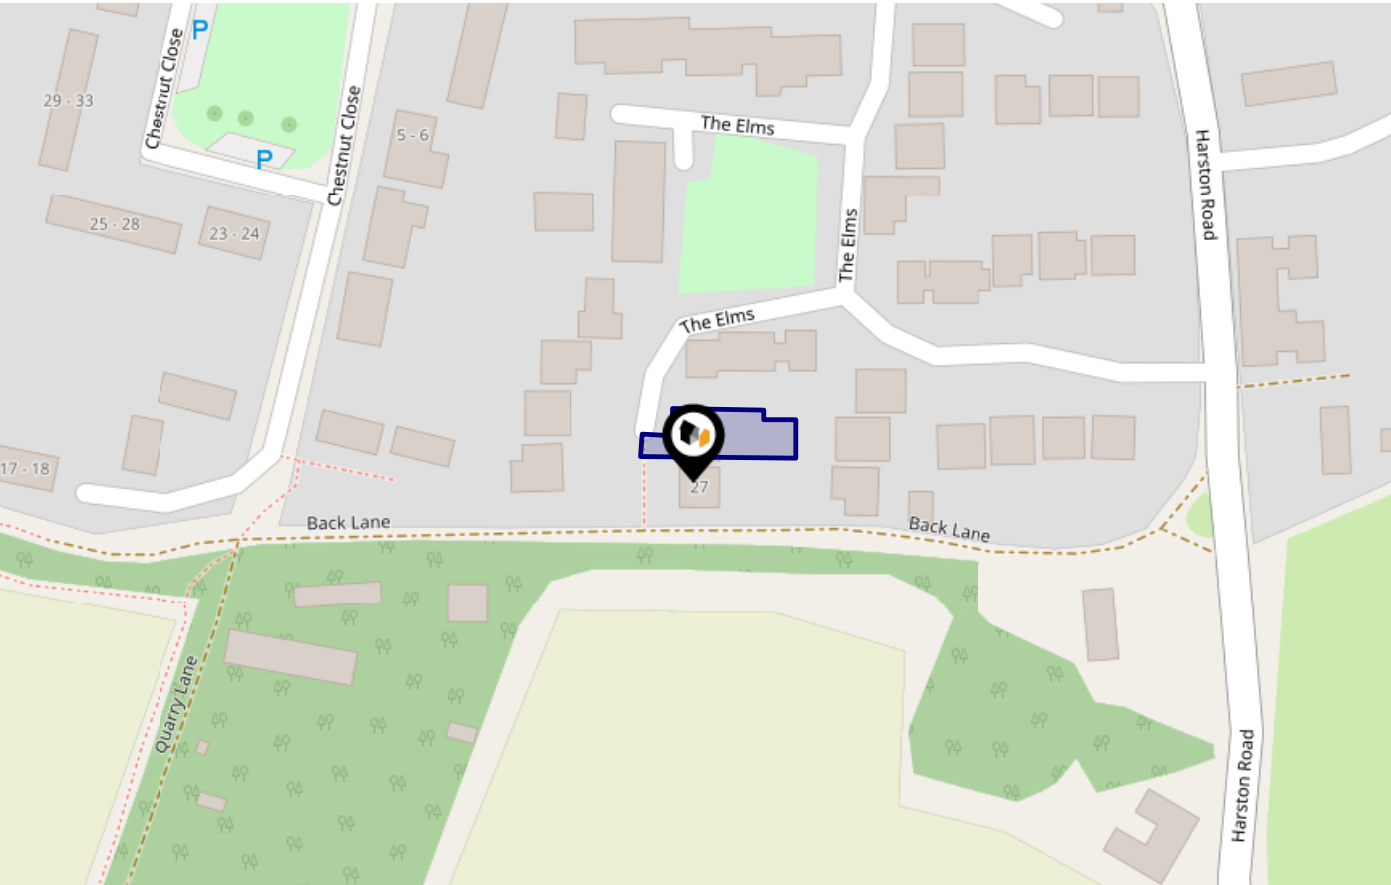 P
Chestnut Close
29 - 33
Chestnut Close
5 - 6
The Elms
P
Harston Road
25 - 28
23 - 24
The Elms
The Elms
17 - 18
27
Back Lane
Back Lane
Quarry Lane
Harston Road